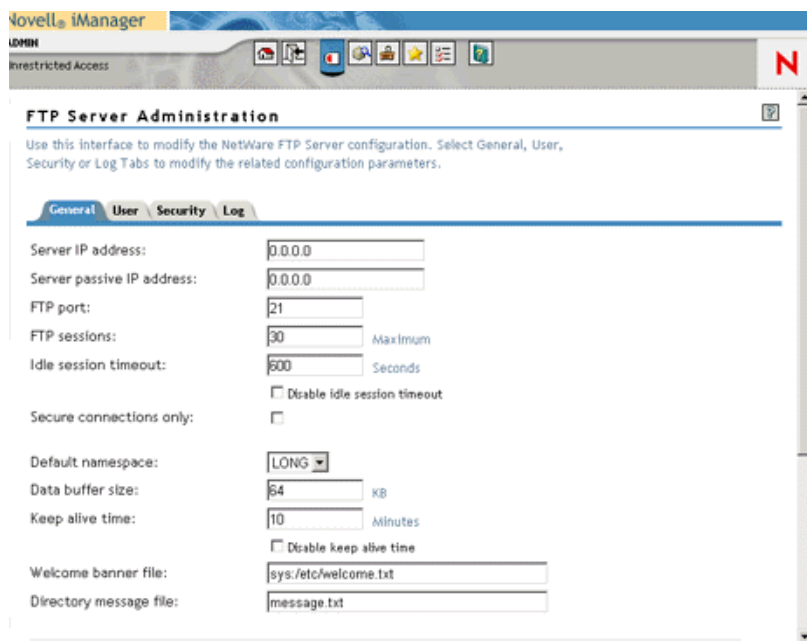 Novell® iManager
ADMIN
Unrestricted Access
N
FTP Server Administration
?
Use this interface to modify the NetWare FTP Server configuration. Select General, User,
Security or Log Tabs to modify the related configuration parameters.
General User Security Log
Server IP address: 0.0.0.0
Server passive IP address: 0.0.0.0
FTP port: 21
FTP sessions: 30 Maximum
Idle session timeout: 600 Seconds
Disable idle session timeout
Secure connections only:
Default namespace: LONG
Data buffer size: 64 KB
Keep alive time: 10 Minutes
Disable keep alive time
Welcome banner file: sys:/etc/welcome.txt
Directory message file: message.txt